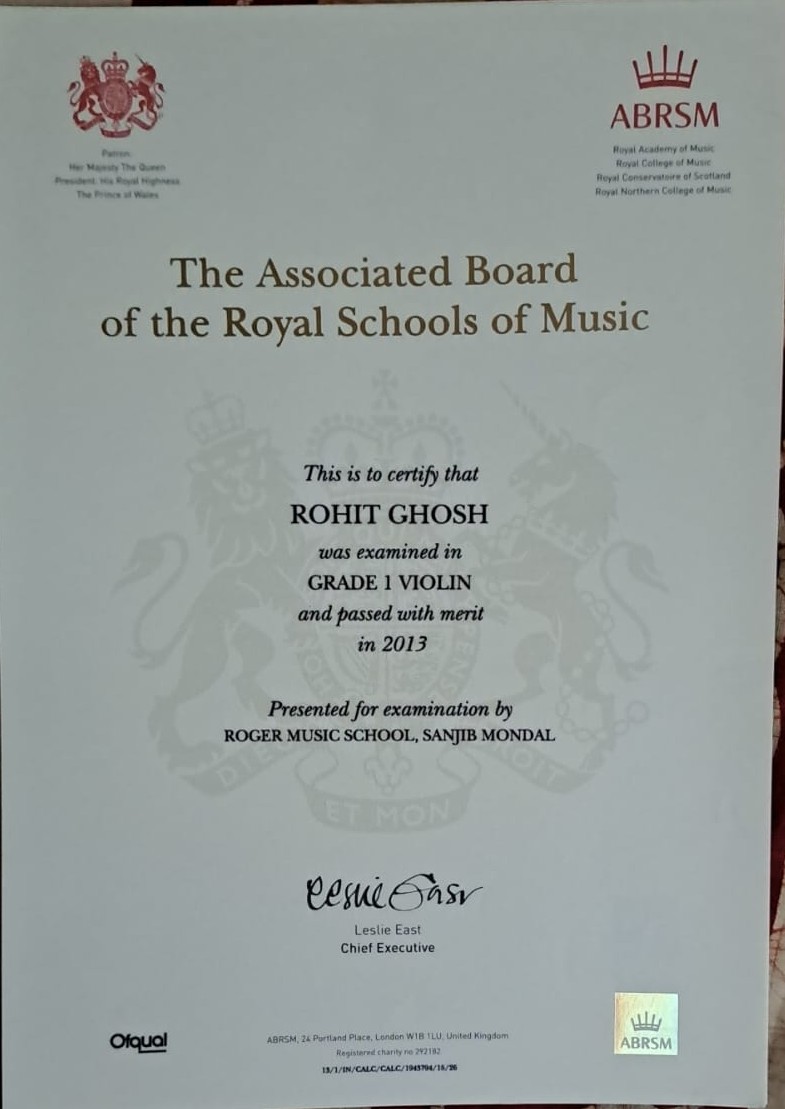 Patron:
Her Majesty The Queen
President: His Royal Highness
The Prince of Wales
ABRSM
Royal Academy of Music
Royal College of Music
Royal Conservatoire of Scotland
Royal Northern College of Music
The Associated Board
of the Royal Schools of Music
This is to certify that
ROHIT GHOSH
was examined in
GRADE 1 VIOLIN
and passed with merit
in 2013
Presented for examination by
ROGER MUSIC SCHOOL, SANJIB MONDAL
DIEU ET MON DROIT
Leslie East
Leslie East
Chief Executive
Ofqual
ABRSM, 24 Portland Place, London W1B 1LU, United Kingdom
Registered charity no 292182
13/1/IN/CALC/CALC/1943704/18/26
ABRSM